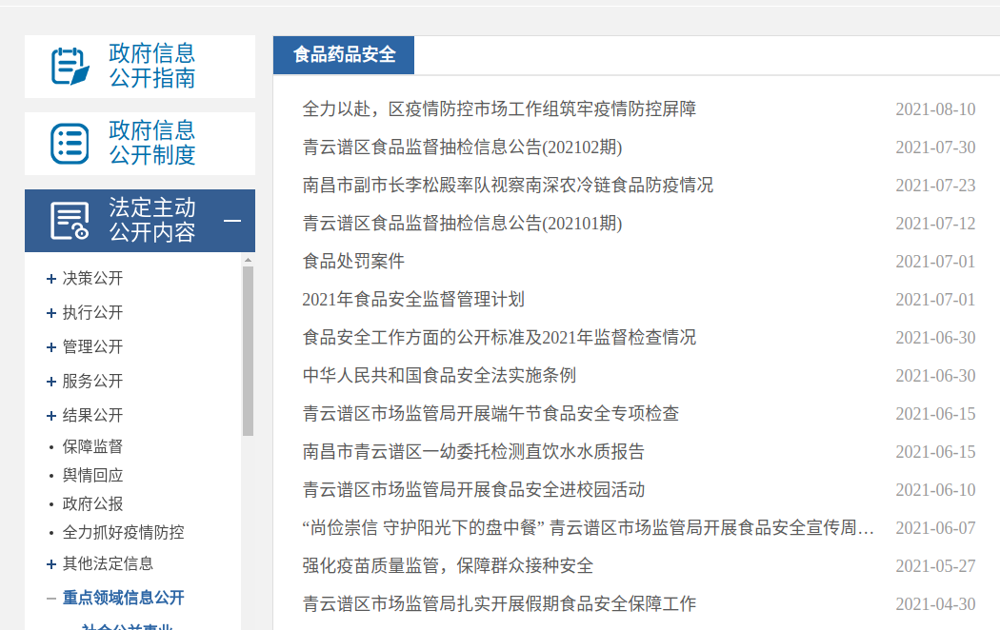 政府信息
公开指南
政府信息
公开制度
法定主动
公开内容
决策公开
执行公开
管理公开
服务公开
结果公开
保障监督
舆情回应
政府公报
全力抓好疫情防控
其他法定信息
重点领域信息公开
社会公益事业
食品药品安全
全力以赴，区疫情防控市场工作组筑牢疫情防控屏障 2021-08-10
青云谱区食品监督抽检信息公告(202102期) 2021-07-30
南昌市副市长李松殿率队视察南深农冷链食品防疫情况 2021-07-23
青云谱区食品监督抽检信息公告(202101期) 2021-07-12
食品处罚案件 2021-07-01
2021年食品安全监督管理计划 2021-07-01
食品安全工作方面的公开标准及2021年监督检查情况 2021-06-30
中华人民共和国食品安全法实施条例 2021-06-30
青云谱区市场监管局开展端午节食品安全专项检查 2021-06-15
南昌市青云谱区一幼委托检测直饮水水质报告 2021-06-15
青云谱区市场监管局开展食品安全进校园活动 2021-06-10
“尚俭崇信 守护阳光下的盘中餐” 青云谱区市场监管局开展食品安全宣传周… 2021-06-07
强化疫苗质量监管，保障群众接种安全 2021-05-27
青云谱区市场监管局扎实开展假期食品安全保障工作 2021-04-30